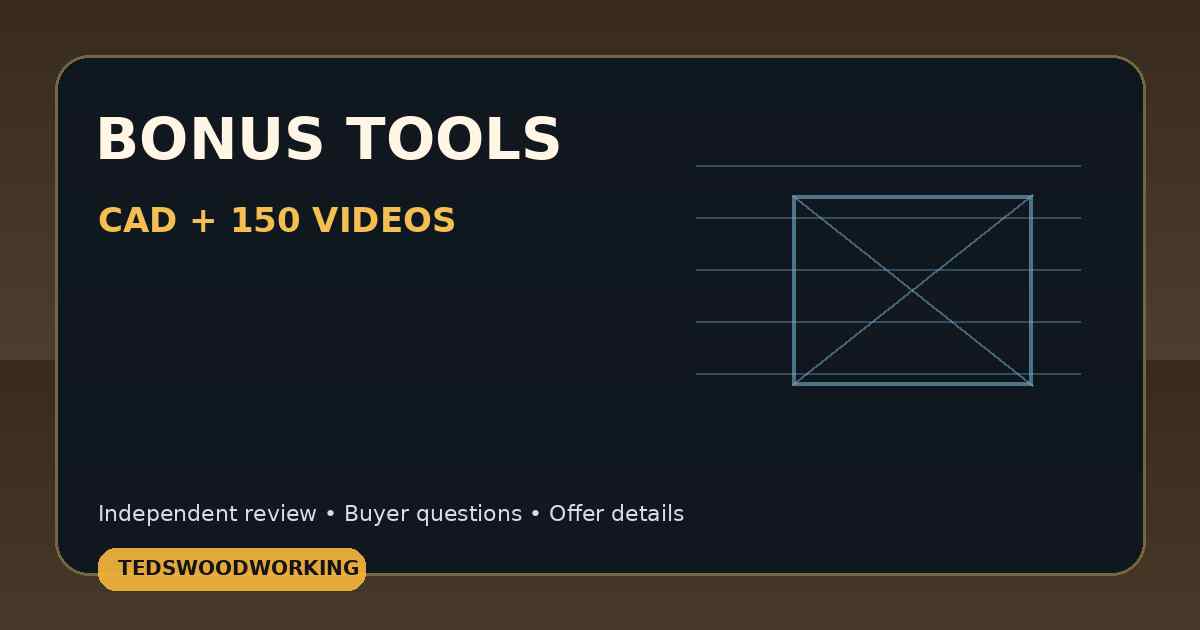 BONUS TOOLS
CAD + 150 VIDEOS
Independent review • Buyer questions • Offer details
TEDSWOODWORKING